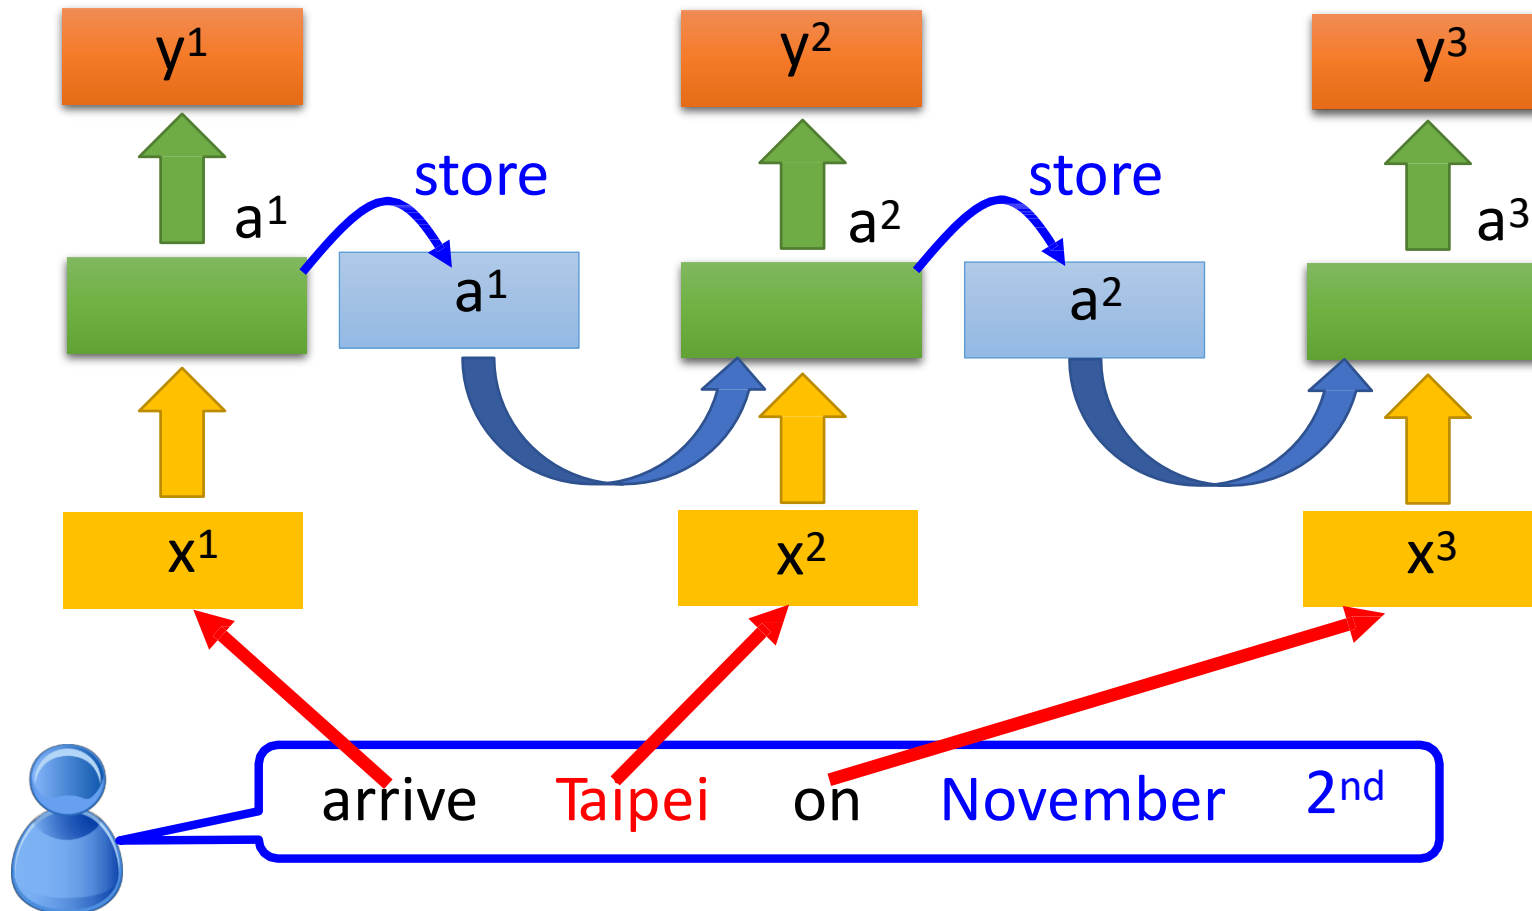 y¹ y² y³
store store
a¹ a² a³
a¹ a²
x¹ x² x³
arrive Taipei on November 2ⁿᵈ